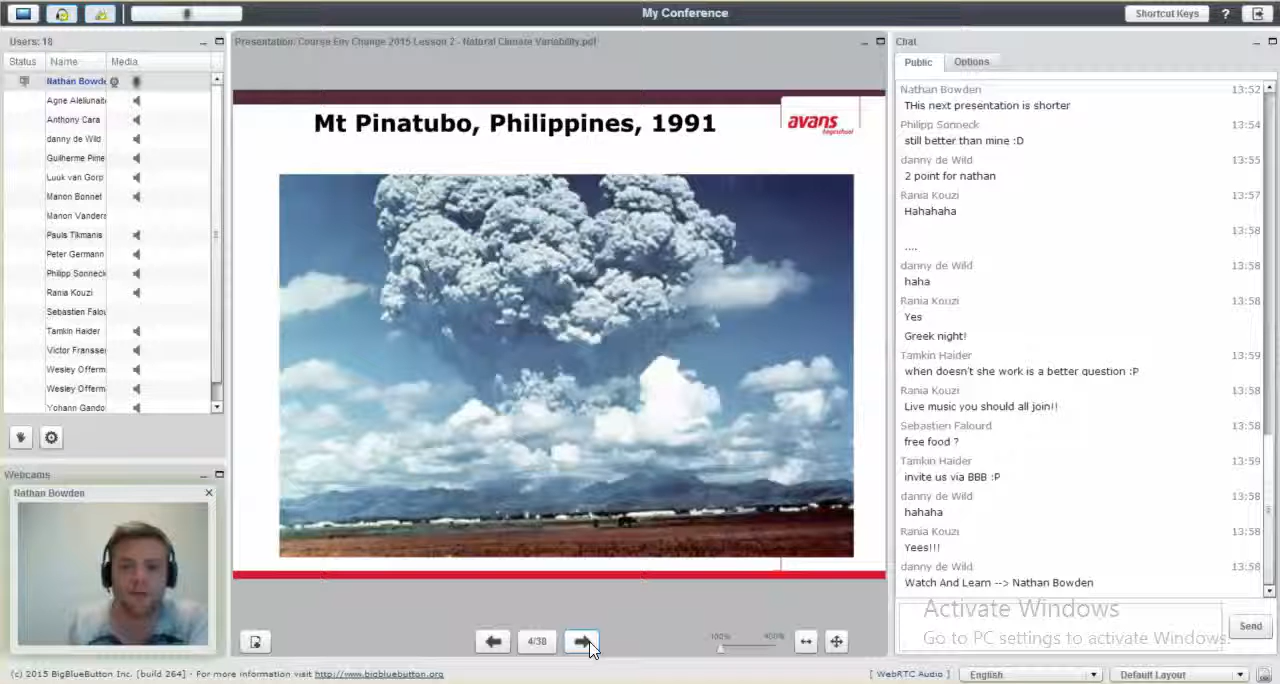 My Conference
Shortcut Keys
?
Users: 18
Status Name Media
Nathan Bowde
Agne Aleliunaite
Anthony Cara
danny de Wild
Guilherme Pine
Luuk van Gorp
Manon Bonnet
Manon Vanders
Pauls Tikmanis
Peter Germann
Philipp Sonneck
Rania Kouzi
Sebastien Falou
Tamkin Haider
Victor Franssen
Wesley Offerm
Wesley Offerm
Yohann Gando
Webcams
Nathan Bowden
Presentation: Course Env Change 2015 Lesson 2 - Natural Climate Variability.pdf
Mt Pinatubo, Philippines, 1991
avans
hogeschool
4/38
100% 400%
Chat
Public Options
Nathan Bowden 13:52
THis next presentation is shorter
Philipp Sonneck 13:54
still better than mine :D
danny de Wild 13:55
2 point for nathan
Rania Kouzi 13:57
Hahahaha
13:58
....
danny de Wild 13:58
haha
Rania Kouzi 13:58
Yes
Greek night!
Tamkin Haider 13:59
when doesn't she work is a better question :P
Rania Kouzi 13:58
Live music you should all join!!
Sebastien Falourd 13:58
free food ?
Tamkin Haider 13:59
invite us via BBB :P
danny de Wild 13:58
hahaha
Rania Kouzi 13:58
Yees!!!
danny de Wild 13:58
Watch And Learn --> Nathan Bowden
Activate Windows
Go to PC settings to activate Windows.
Send
(c) 2015 BigBlueButton Inc. [build 264] - For more information visit http://www.bigbluebutton.org
[ WebRTC Audio ] English Default Layout